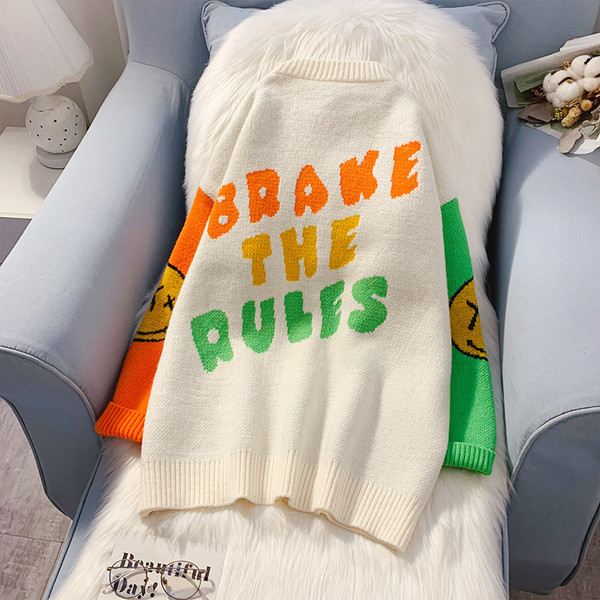 BRAKE
THE
RULES
Beautiful
Day!